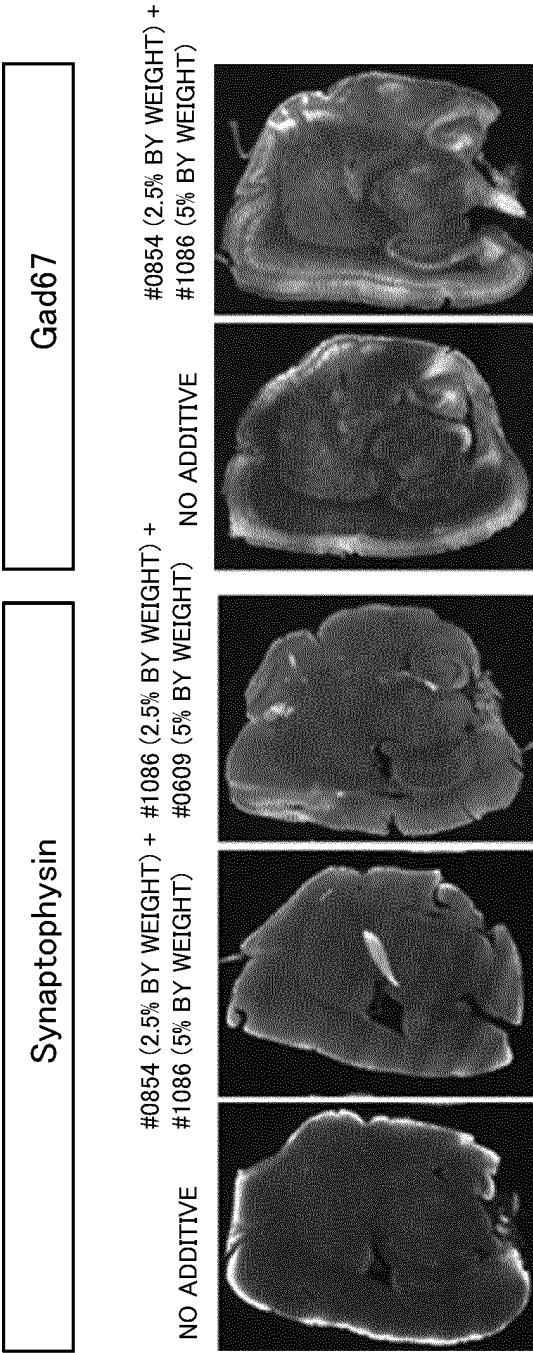 Synaptophysin
Gad67
NO ADDITIVE
#0854 (2.5% BY WEIGHT) +
#1086 (5% BY WEIGHT)
#1086 (2.5% BY WEIGHT) +
#0609 (5% BY WEIGHT)
NO ADDITIVE
#0854 (2.5% BY WEIGHT) +
#1086 (5% BY WEIGHT)